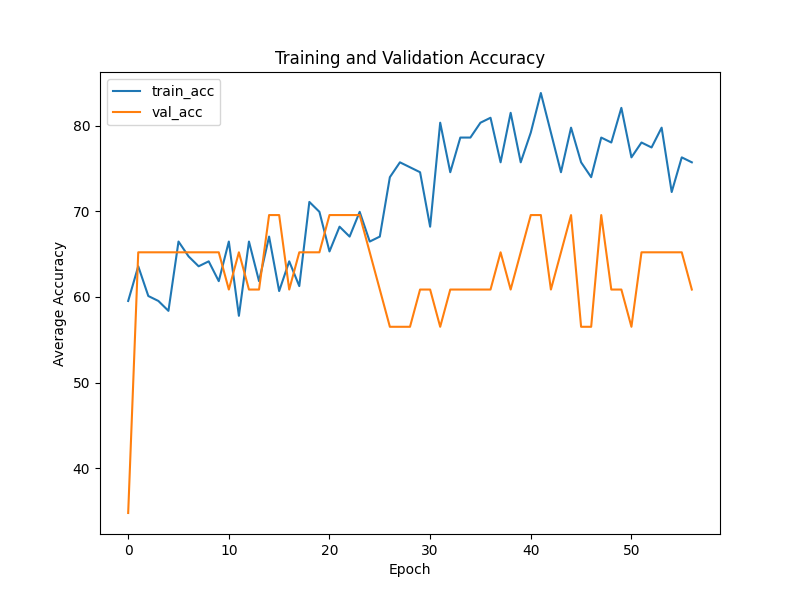 Training and Validation Accuracy
train_acc
val_acc
80
70
60
50
40
Average Accuracy
0 10 20 30 40 50
Epoch